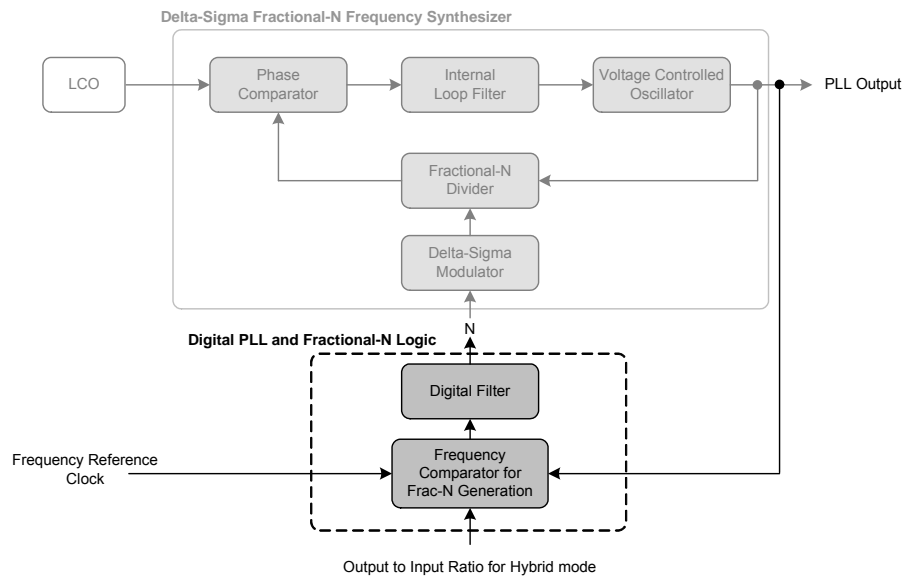 Delta-Sigma Fractional-N Frequency Synthesizer
LCO
Phase
Comparator
Internal
Loop Filter
Voltage Controlled
Oscillator
PLL Output
Fractional-N
Divider
Delta-Sigma
Modulator
N
Digital PLL and Fractional-N Logic
Digital Filter
Frequency Reference
Clock
Frequency
Comparator for
Frac-N Generation
Output to Input Ratio for Hybrid mode